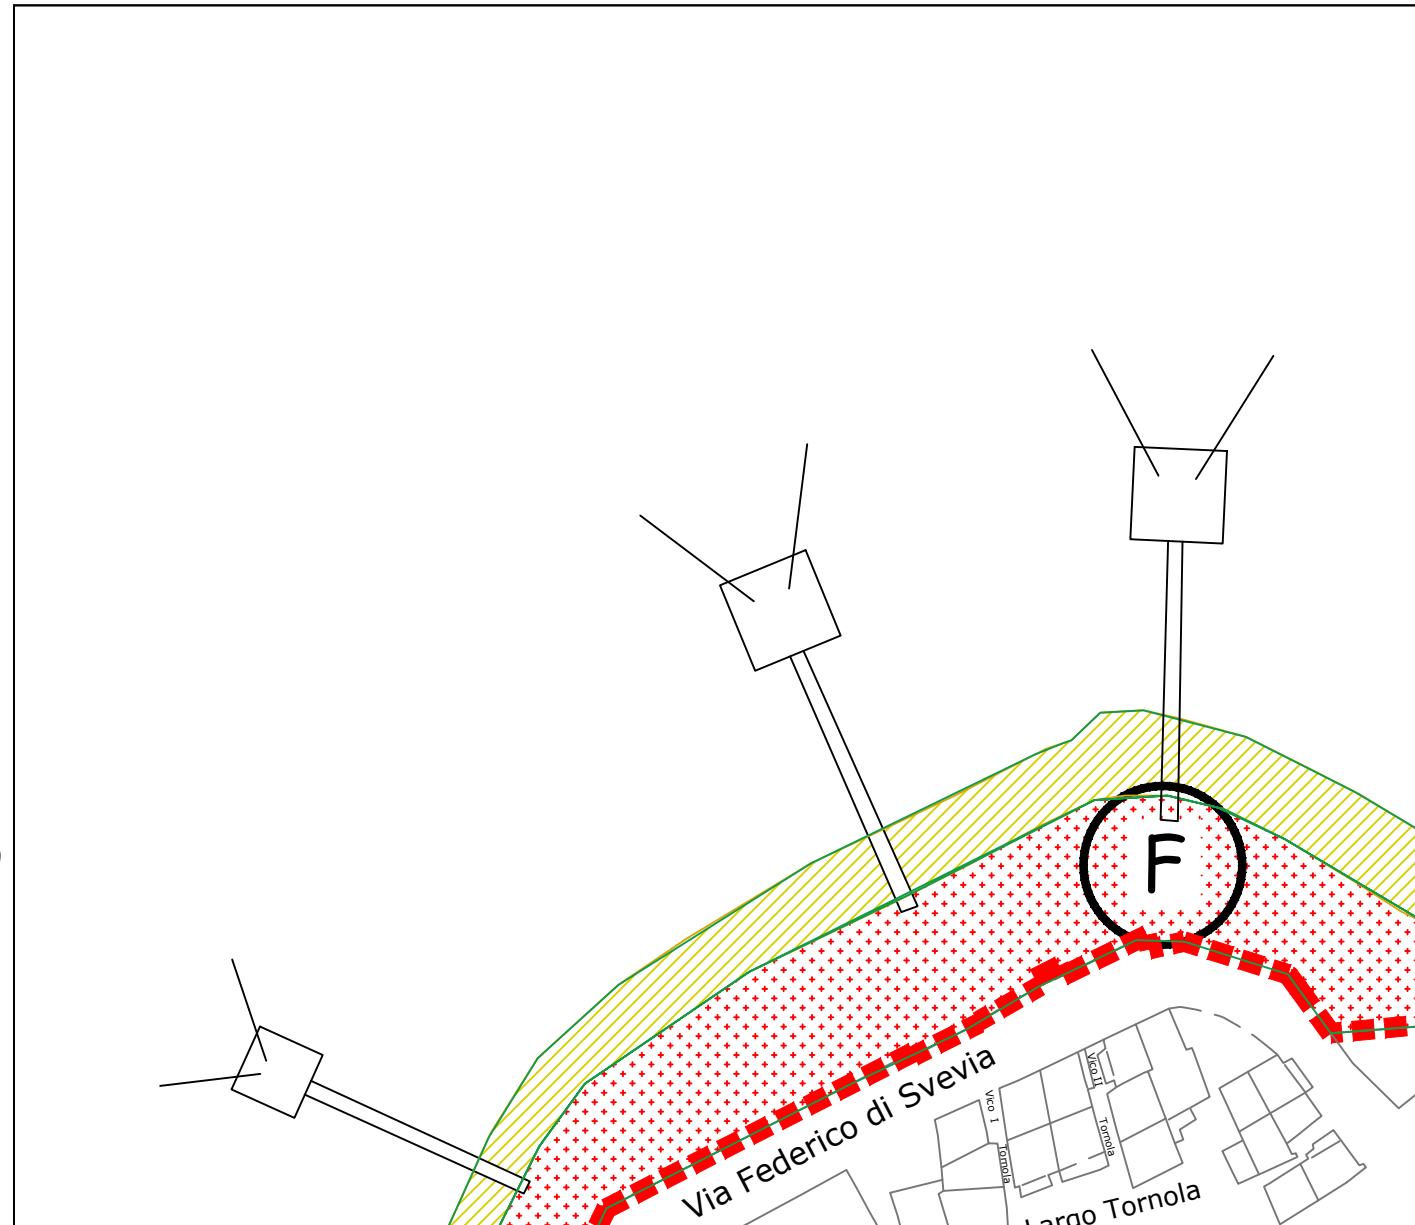 F
Via Federico di Svevia
Vico I
Tornola
Vico II
Tornola
Largo Tornola